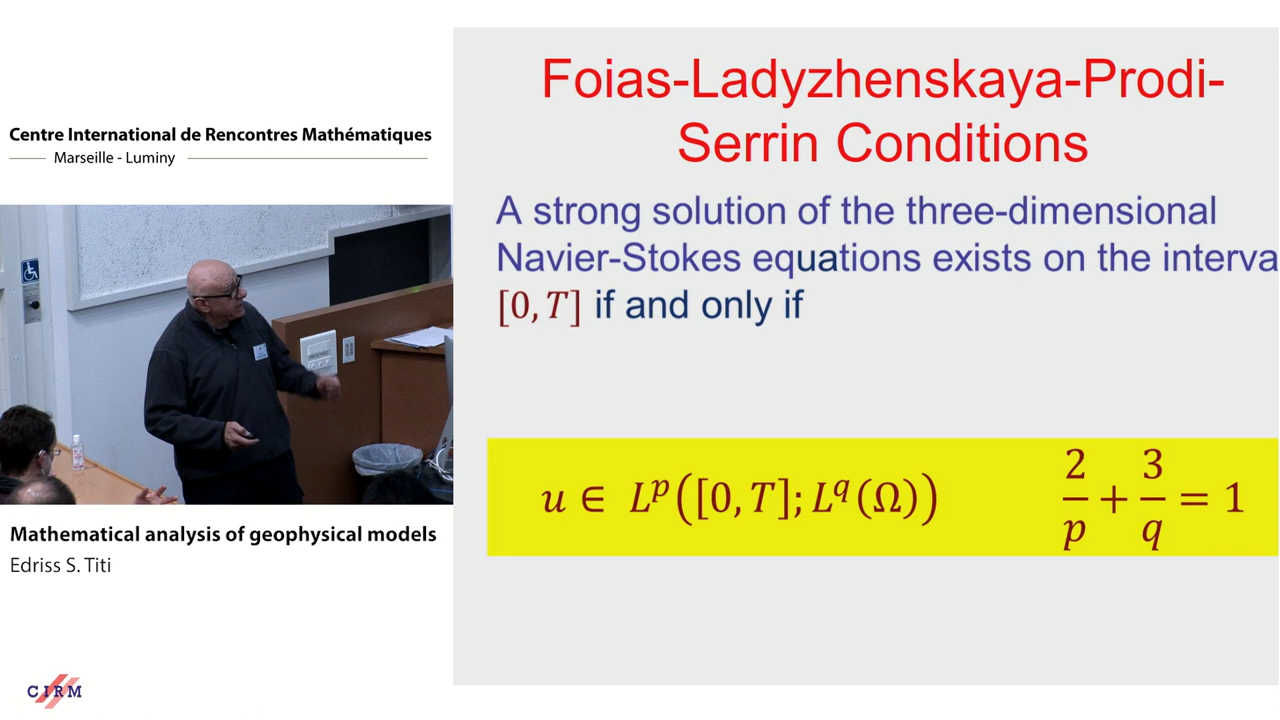 Centre International de Rencontres Mathématiques
Marseille - Luminy
Mathematical analysis of geophysical models
Edriss S. Titi
CIRM
Foias-Ladyzhenskaya-Prodi-
Serrin Conditions
A strong solution of the three-dimensional
Navier-Stokes equations exists on the interva
[0, T] if and only if
u ∈ L^p([0, T]; L^q(Ω)) 2/p + 3/q = 1